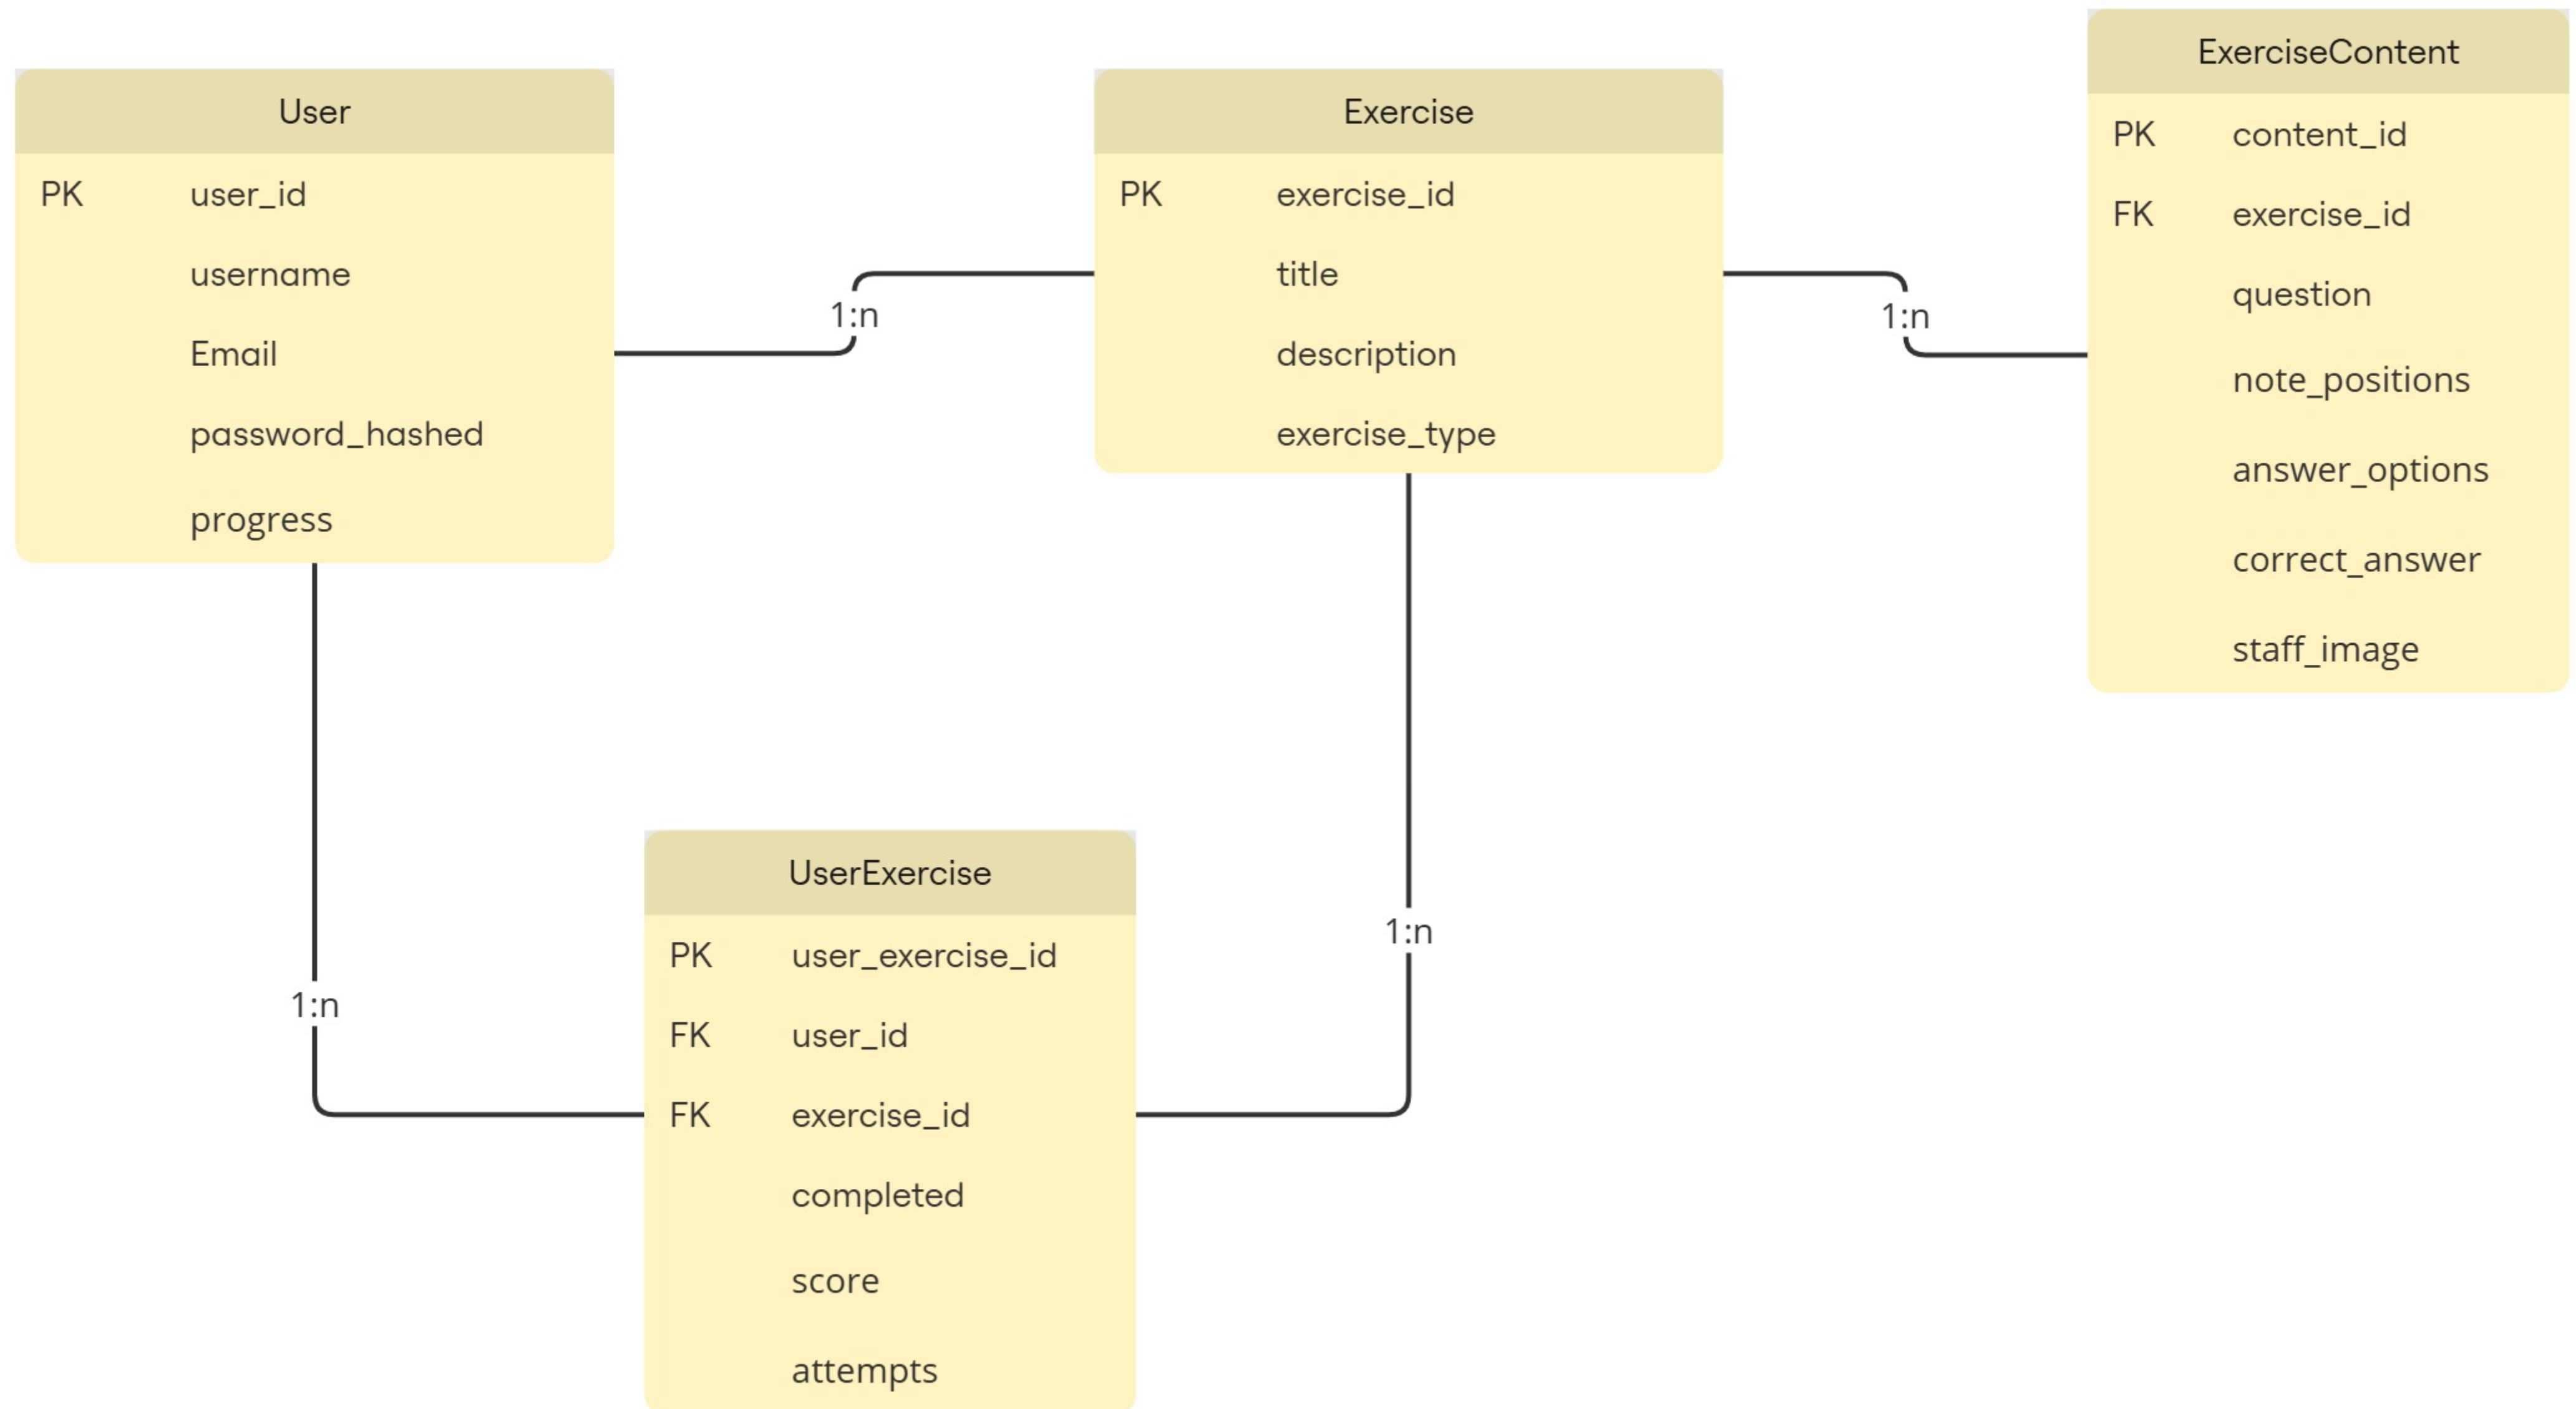 User
PK user_id
username
Email
password_hashed
progress
1:n
Exercise
PK exercise_id
title
description
exercise_type
1:n
ExerciseContent
PK content_id
FK exercise_id
question
note_positions
answer_options
correct_answer
staff_image
1:n
UserExercise
PK user_exercise_id
FK user_id
FK exercise_id
completed
score
attempts
1:n